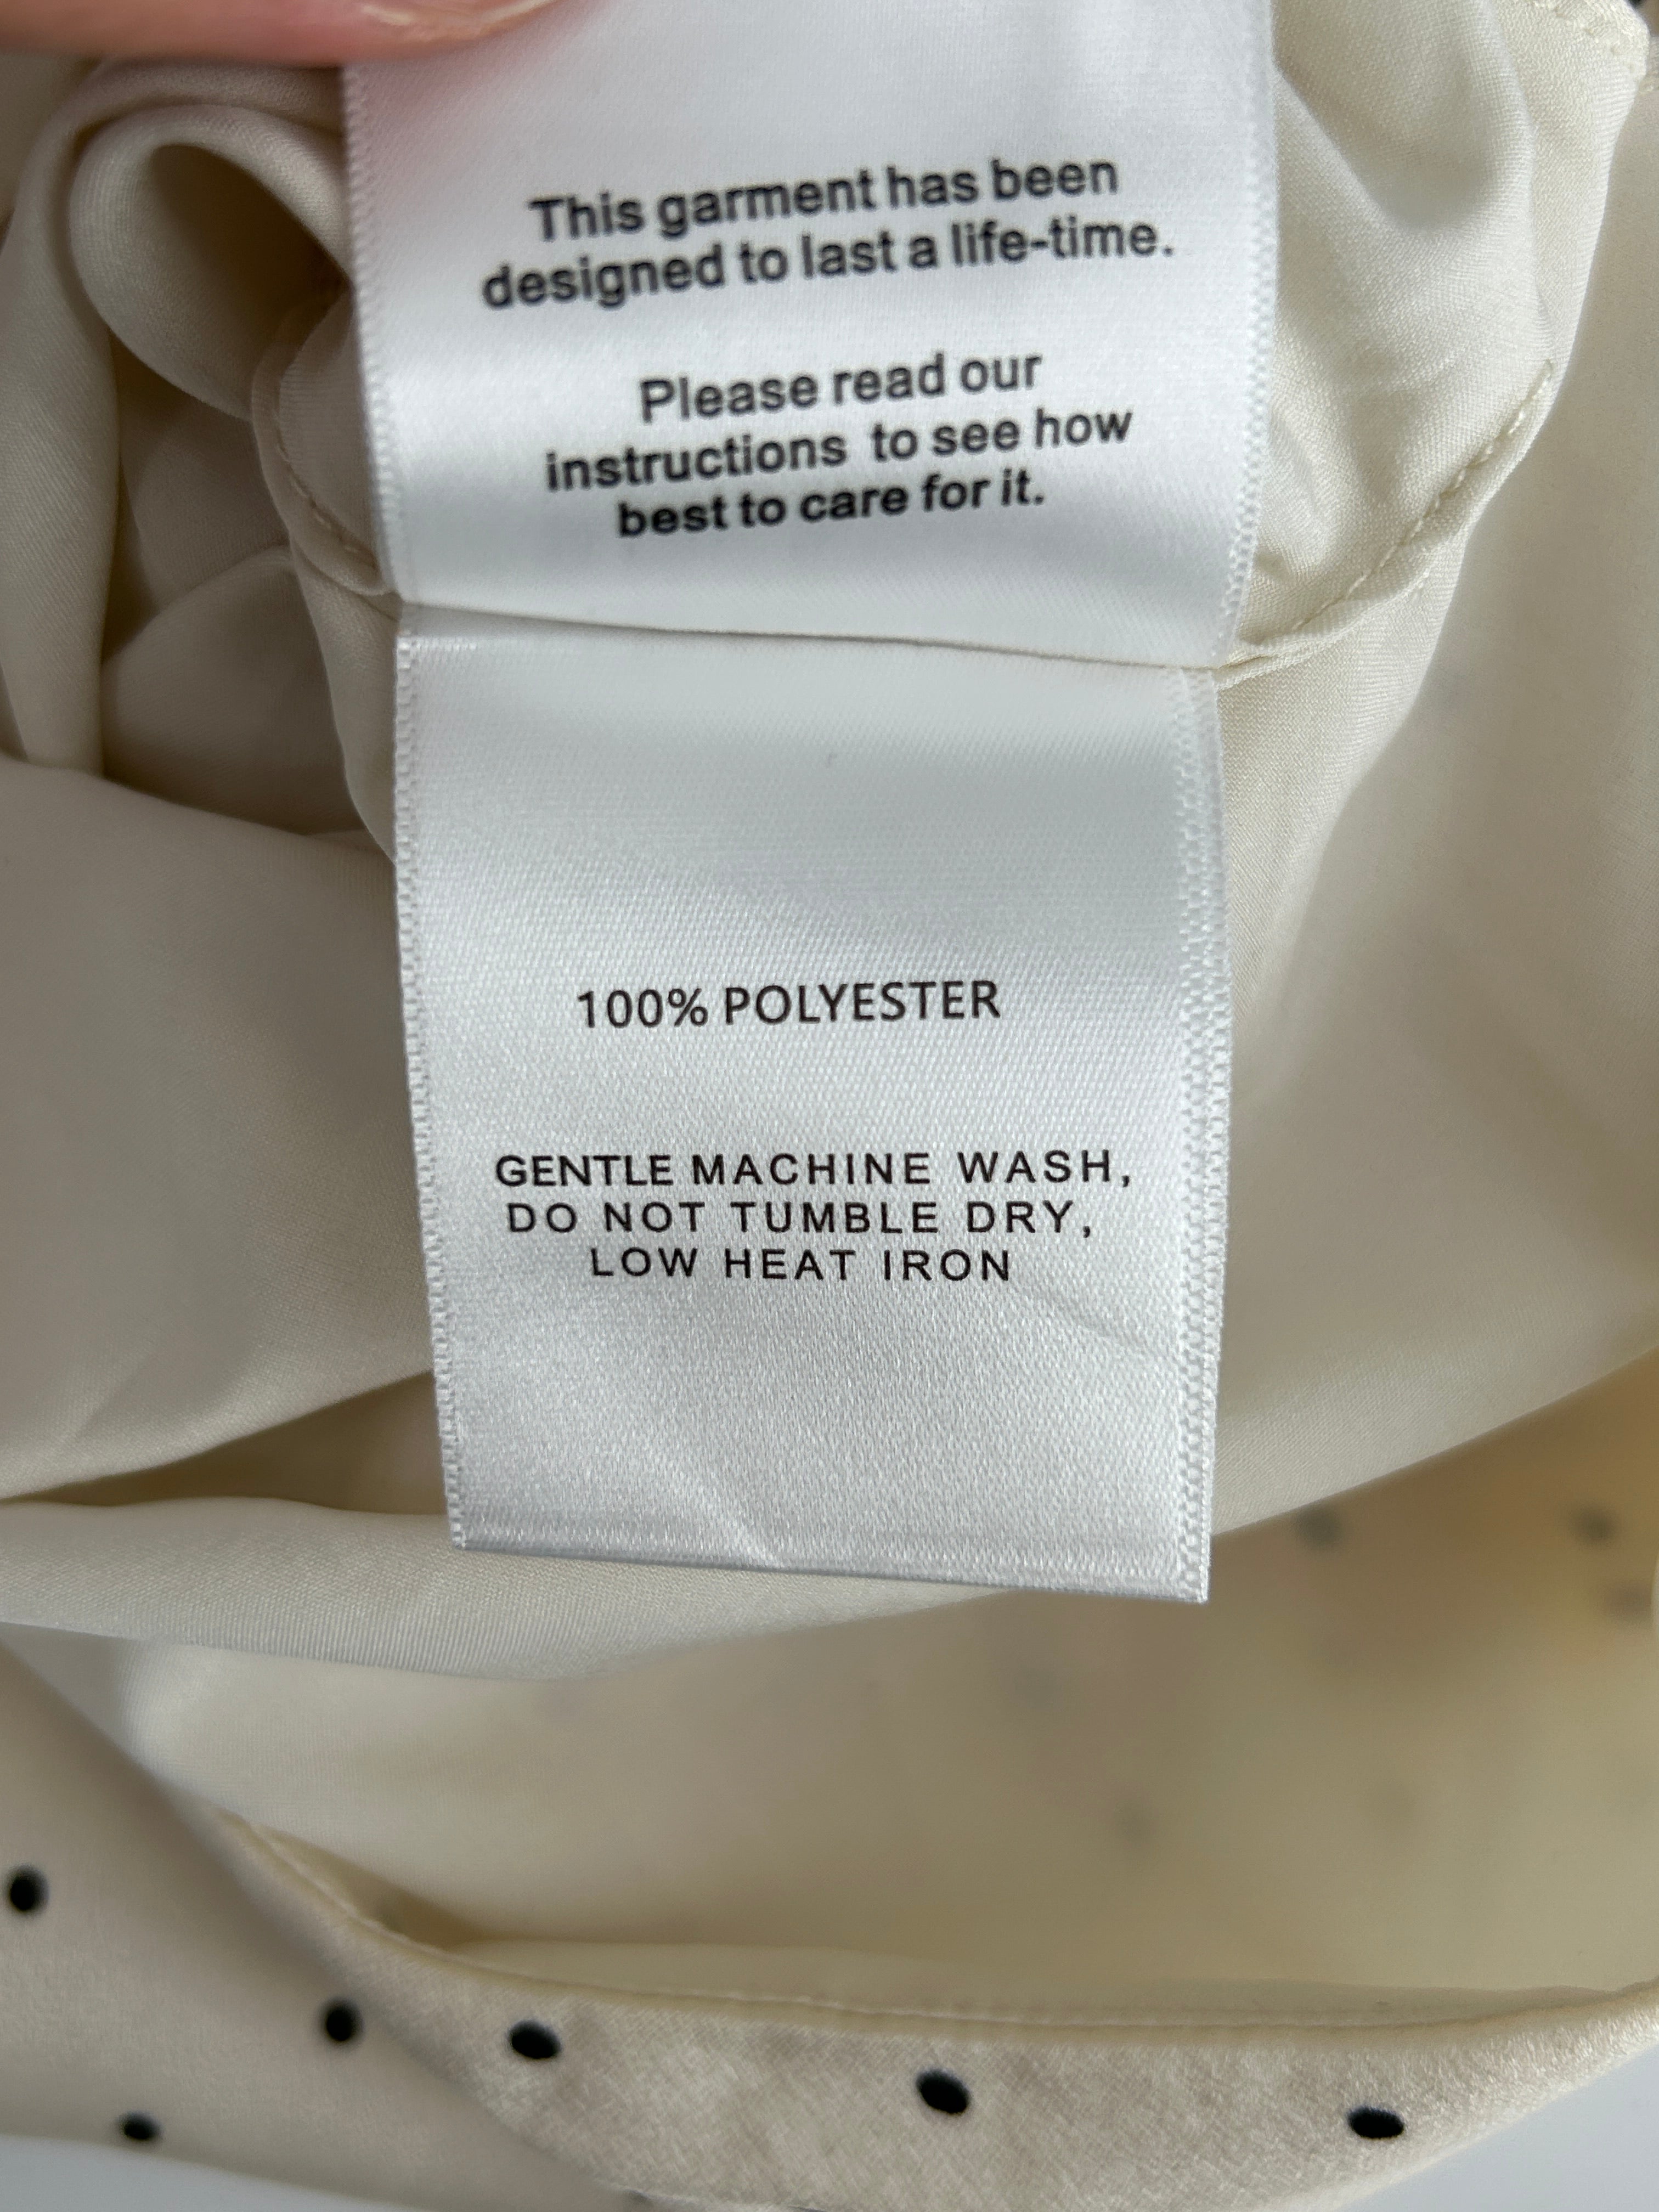 This garment has been
designed to last a life-time.
Please read our
instructions to see how
best to care for it.
100% POLYESTER
GENTLE MACHINE WASH,
DO NOT TUMBLE DRY,
LOW HEAT IRON